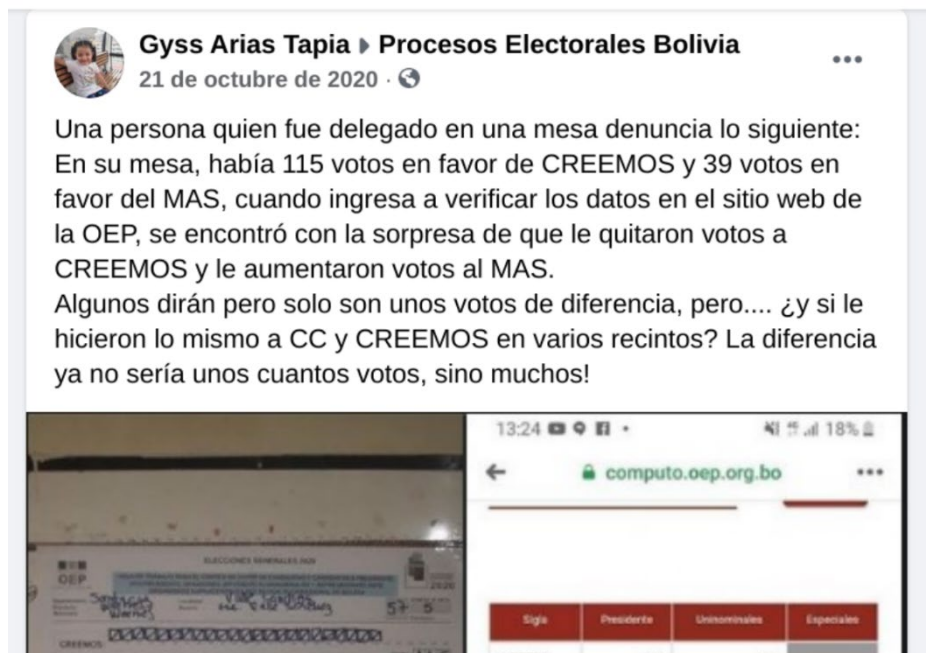 Gyss Arias Tapia ▸ Procesos Electorales Bolivia
21 de octubre de 2020 ·
Una persona quien fue delegado en una mesa denuncia lo siguiente:
En su mesa, había 115 votos en favor de CREEMOS y 39 votos en
favor del MAS, cuando ingresa a verificar los datos en el sitio web de
la OEP, se encontró con la sorpresa de que le quitaron votos a
CREEMOS y le aumentaron votos al MAS.
Algunos dirán pero solo son unos votos de diferencia, pero.... ¿y si le
hicieron lo mismo a CC y CREEMOS en varios recintos? La diferencia
ya no sería unos cuantos votos, sino muchos!
13:24
18%
computo.oep.org.bo
ELECCIONES GENERALES 2020
OEP
2020
57 5
CREEMOS
Sigla Presidente Uninominales Especiales